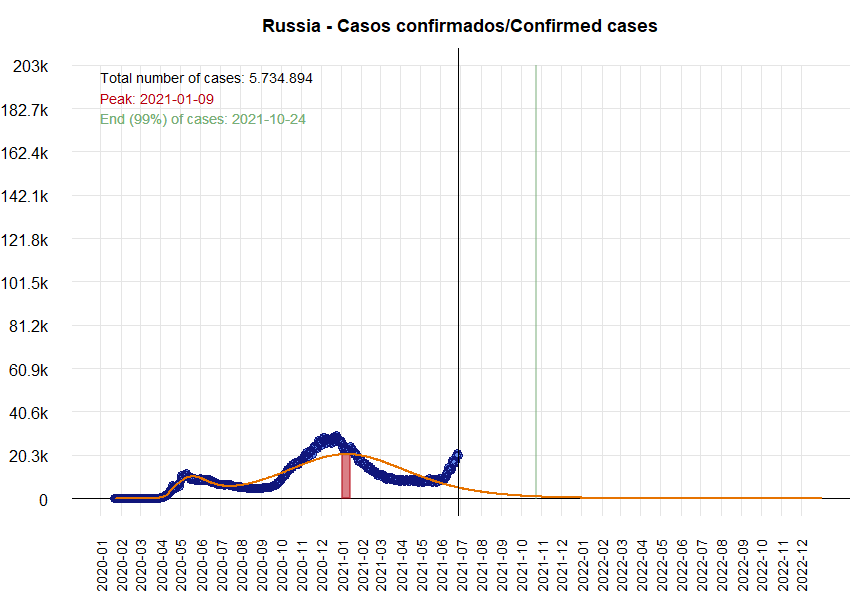 Russia - Casos confirmados/Confirmed cases
203k
182.7k
162.4k
142.1k
121.8k
101.5k
81.2k
60.9k
40.6k
20.3k
0
Total number of cases: 5.734.894
Peak: 2021-01-09
End (99%) of cases: 2021-10-24
2020-01
2020-02
2020-03
2020-04
2020-05
2020-06
2020-07
2020-08
2020-09
2020-10
2020-11
2020-12
2021-01
2021-02
2021-03
2021-04
2021-05
2021-06
2021-07
2021-08
2021-09
2021-10
2021-11
2021-12
2022-01
2022-02
2022-03
2022-04
2022-05
2022-06
2022-07
2022-08
2022-09
2022-10
2022-11
2022-12